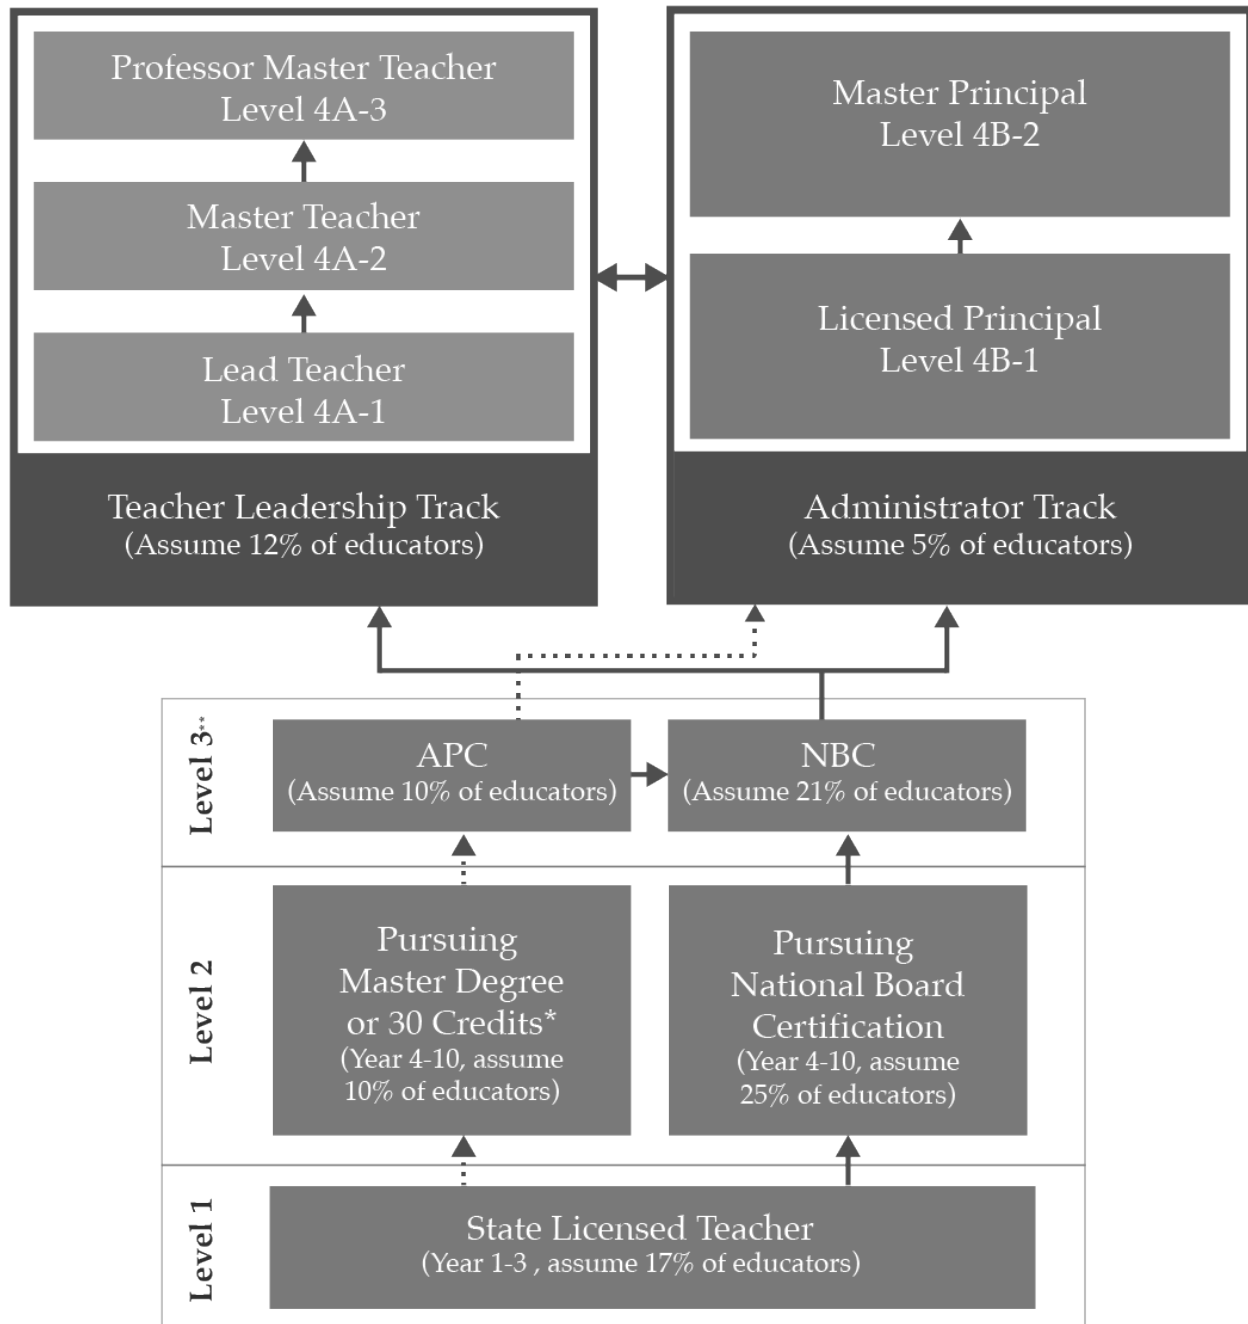 Professor Master Teacher
Level 4A-3
Master Teacher
Level 4A-2
Lead Teacher
Level 4A-1
Teacher Leadership Track
(Assume 12% of educators)
Master Principal
Level 4B-2
Licensed Principal
Level 4B-1
Administrator Track
(Assume 5% of educators)
Level 3**
APC
(Assume 10% of educators)
NBC
(Assume 21% of educators)
Level 2
Pursuing
Master Degree
or 30 Credits*
(Year 4-10, assume
10% of educators)
Pursuing
National Board
Certification
(Year 4-10, assume
25% of educators)
Level 1
State Licensed Teacher
(Year 1-3 , assume 17% of educators)